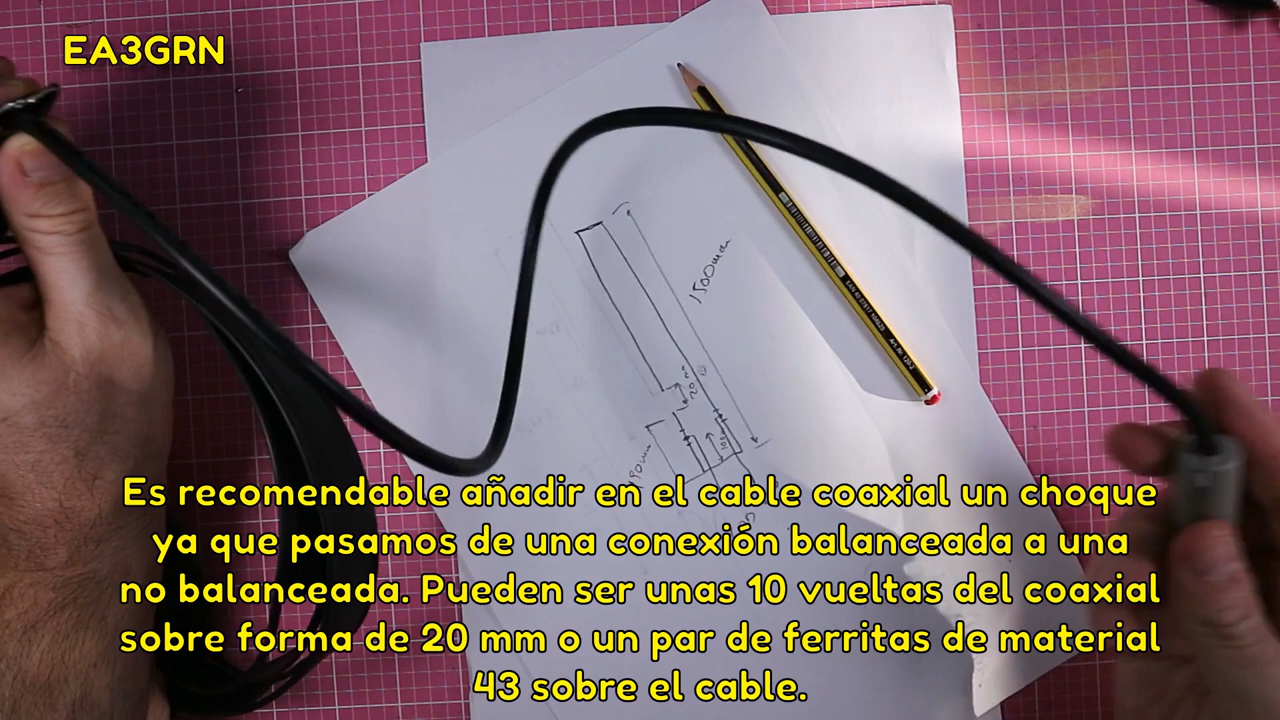 EA3GRN
1500mm
Es recomendable añadir en el cable coaxial un choque
ya que pasamos de una conexión balanceada a una
no balanceada. Pueden ser unas 10 vueltas del coaxial
sobre forma de 20 mm o un par de ferritas de material
43 sobre el cable.